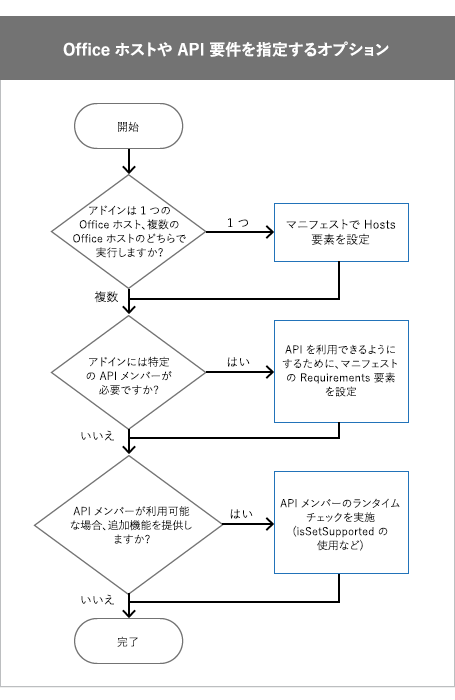 Office ホストや API 要件を指定するオプション
開始
アドインは 1 つの
Office ホスト、複数の
Office ホストのどちらで
実行しますか?
1 つ
マニフェストで Hosts
要素を設定
複数
アドインには特定
の API メンバーが
必要ですか?
はい
API を利用できるように
するために、マニフェスト
の Requirements 要素
を設定
いいえ
API メンバーが利用可能
な場合、追加機能を提供し
ますか?
はい
API メンバーのランタイム
チェックを実施
(isSetSupported の
使用など)
いいえ
完了